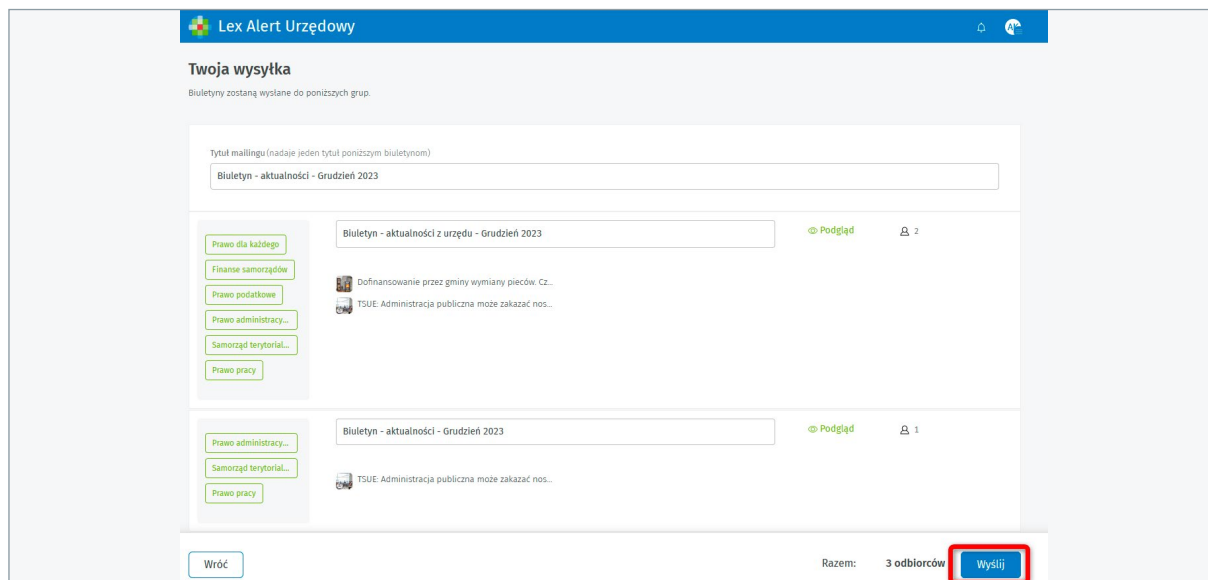 Lex Alert Urzędowy
AK
Twoja wysyłka
Biuletyny zostaną wysłane do poniższych grup.
Tytuł mailingu (nadaje jeden tytuł poniższym biuletynom)
Biuletyn - aktualności - Grudzień 2023
Prawo dla każdego
Finanse samorządów
Prawo podatkowe
Prawo administracy...
Samorząd terytorial...
Prawo pracy
Biuletyn - aktualności z urzędu - Grudzień 2023
Podgląd
2
Dofinansowanie przez gminy wymiany pieców. Cz...
TSUE: Administracja publiczna może zakazać nos...
Prawo administracy...
Samorząd terytorial...
Prawo pracy
Biuletyn - aktualności - Grudzień 2023
Podgląd
1
TSUE: Administracja publiczna może zakazać nos...
Wróć
Razem: 3 odbiorców
Wyślij